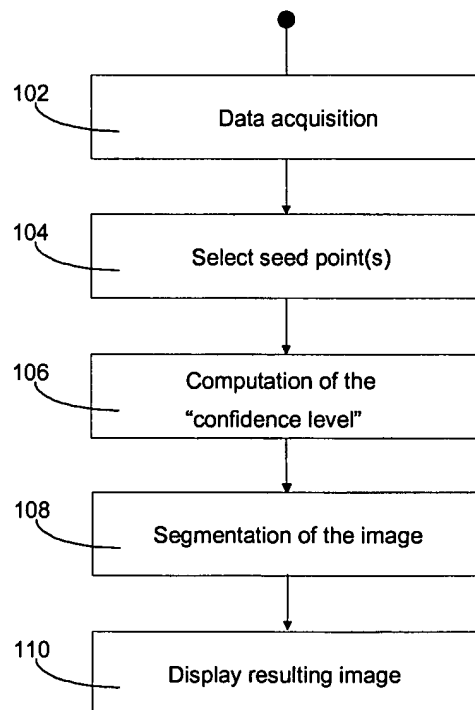 102
Data acquisition
104
Select seed point(s)
106
Computation of the
“confidence level”
108
Segmentation of the image
110
Display resulting image